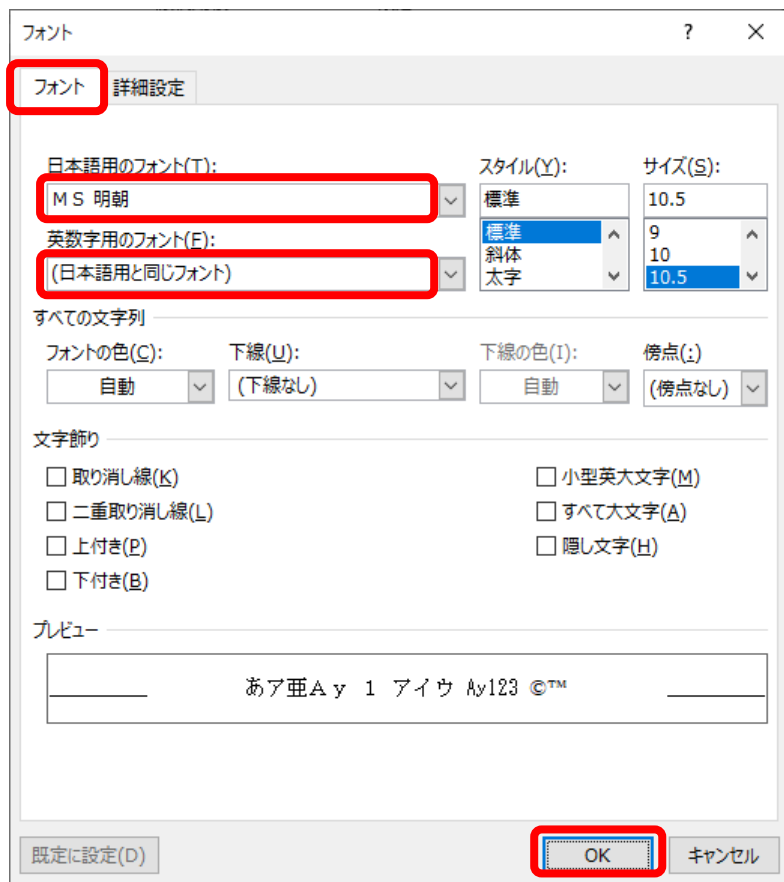 フォント ? ×
フォント 詳細設定
日本語用のフォント(T): スタイル(Y): サイズ(S):
ＭＳ 明朝 標準 10.5
英数字用のフォント(F): 標準 9
斜体 10
(日本語用と同じフォント) 太字 10.5
すべての文字列
フォントの色(C): 下線(U): 下線の色(I): 傍点(:)
自動 (下線なし) 自動 (傍点なし)
文字飾り
取り消し線(K) 小型英大文字(M)
二重取り消し線(L) すべて大文字(A)
上付き(P) 隠し文字(H)
下付き(B)
プレビュー
あア亜Ａｙ １ アイウ Ay123 ©™
既定に設定(D) OK キャンセル